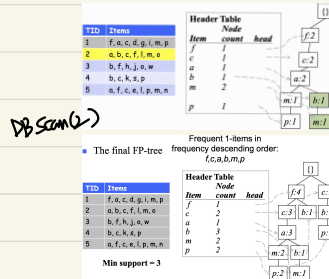 TID Items
1 f, a, c, d, g, i, m, p
2 a, b, c, f, l, m, o
3 b, f, h, j, o, w
4 b, c, k, s, p
5 a, f, c, e, l, p, m, n
Header Table
Node
Item count head
f 1
c 1
a 1
b 1
m 2
p 1
{}
f:2
c:2
a:2
m:1 b:1
p:1 m:1
DB Scan(2)
The final FP-tree
Frequent 1-items in
frequency descending order:
f,c,a,b,m,p
TID Items
1 f, a, c, d, g, i, m, p
2 a, b, c, f, l, m, o
3 b, f, h, j, o, w
4 b, c, k, s, p
5 a, f, c, e, l, p, m, n
Min support = 3
Header Table
Node
Item count head
f 1
c 2
a 1
b 3
m 2
p 2
{}
f:4 c:
c:3 b:1 b:
a:3 p:
m:2 b:1
p:2 m:1